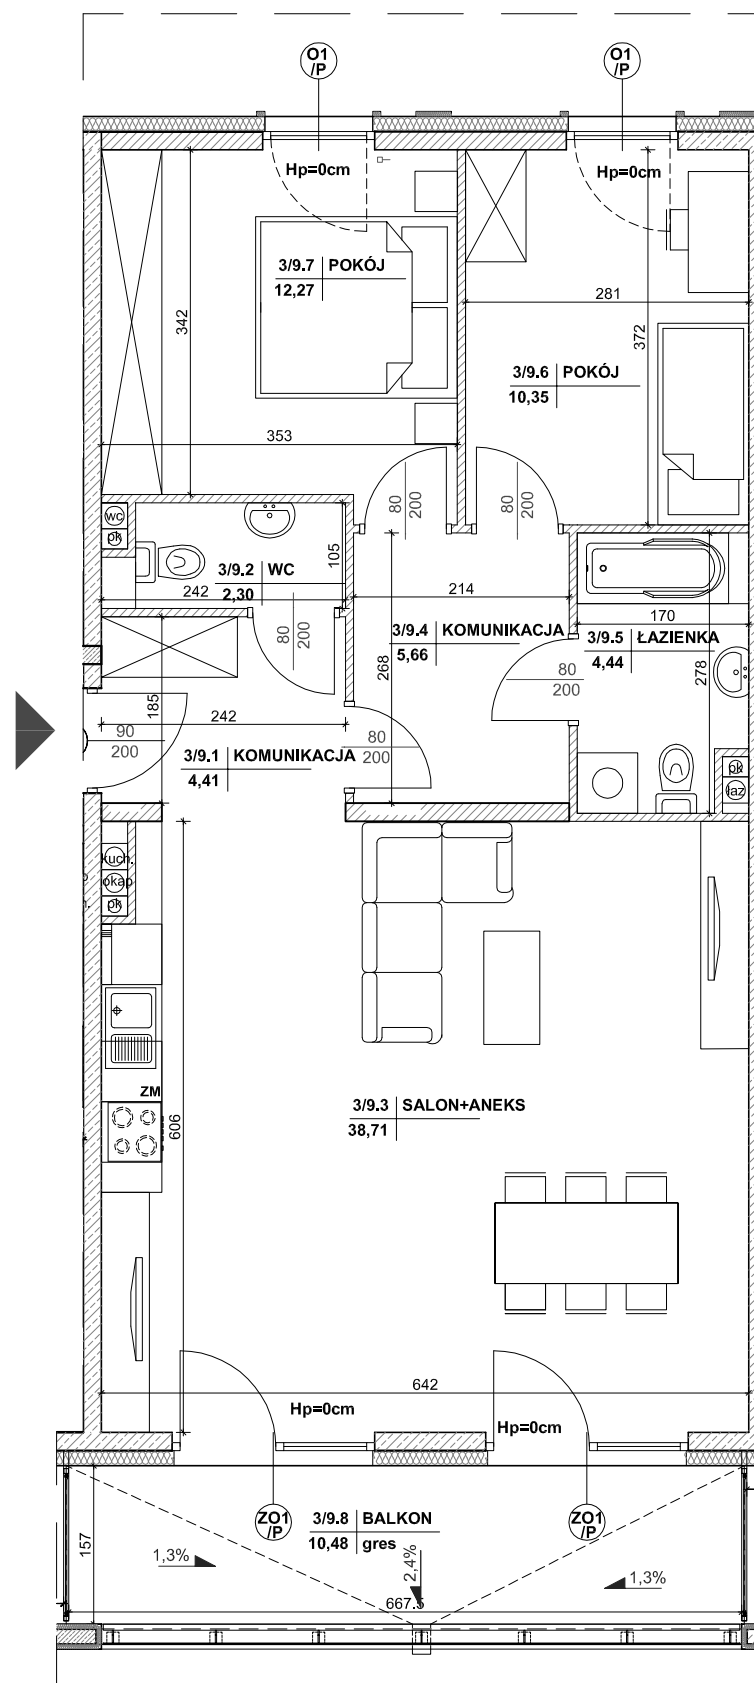 O1
/P
O1
/P
Hp=0cm
Hp=0cm
3/9.7 POKÓJ
12,27
281
342
372
3/9.6 POKÓJ
10,35
353
80
200
80
200
wc
pk
3/9.2 WC
2,30
242
105
214
170
80
200
3/9.4 KOMUNIKACJA
5,66
3/9.5 ŁAZIENKA
4,44
268
278
80
200
185
242
90
200
80
200
3/9.1 KOMUNIKACJA
4,41
pk
łaz
kuch.
okap
pk
ZM
606
3/9.3 SALON+ANEKS
38,71
642
Hp=0cm
Hp=0cm
ZO1
/P
ZO1
/P
3/9.8 BALKON
10,48 gres
157
1,3%
2,4%
1,3%
667.5